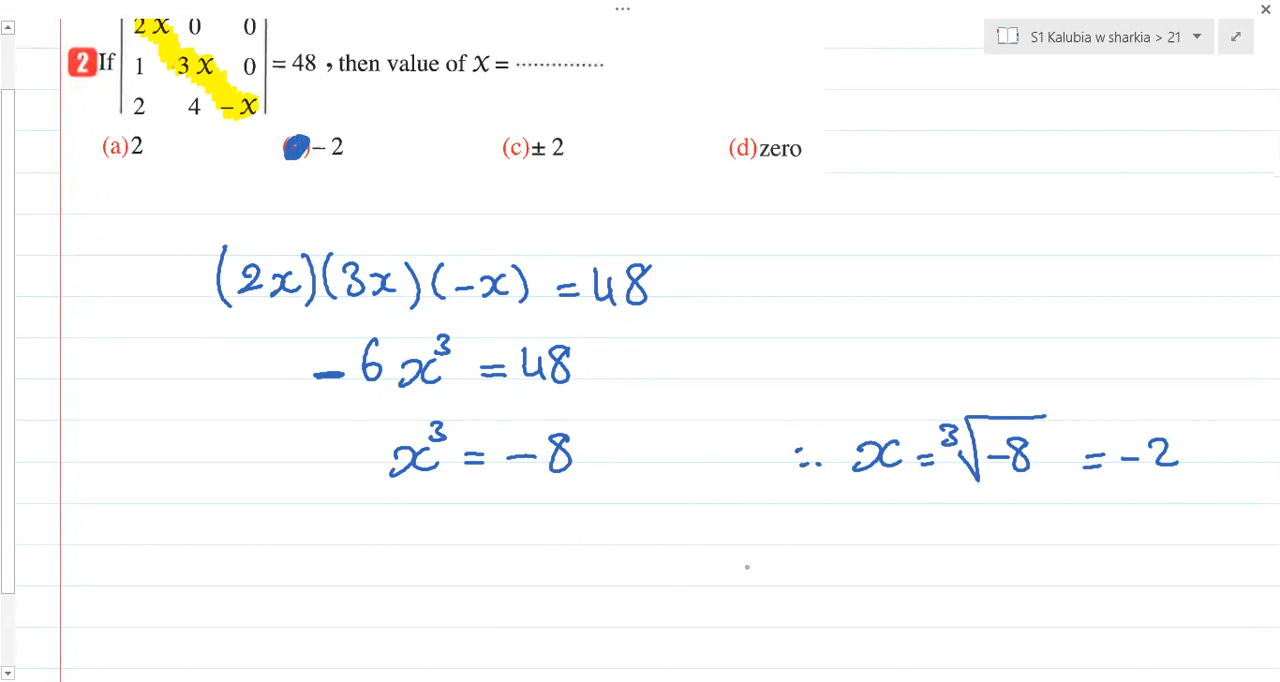 ...
S1 Kalubia w sharkia > 21
2 If | 2x 0 0 |
| 1 3x 0 | = 48 , then value of x = ...............
| 2 4 −x |
(a) 2 − 2 (c) ± 2 (d) zero
(2x)(3x)(-x) = 48
- 6x³ = 48
x³ = -8 ∴ x = ³√-8 = -2